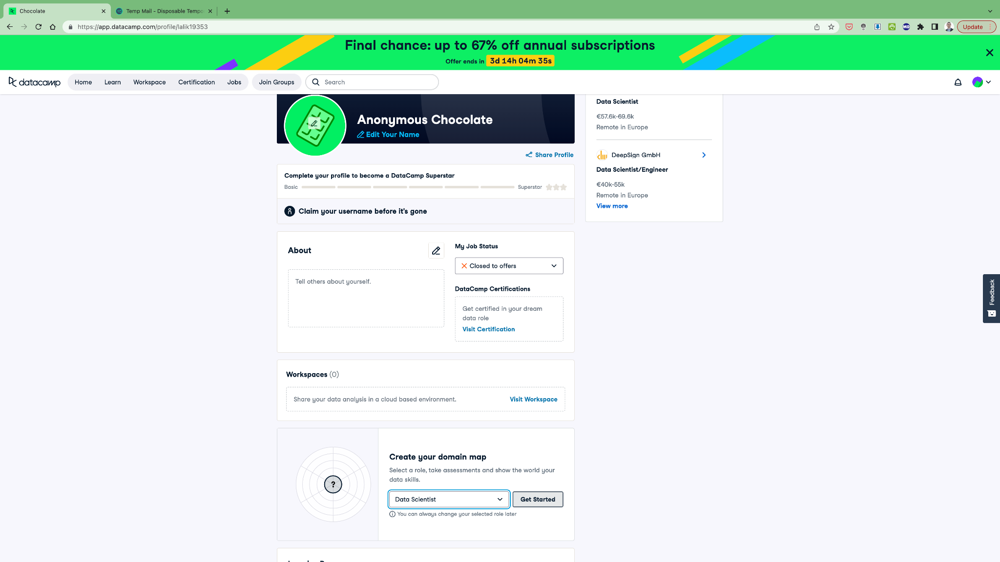 Chocolate
Temp Mail - Disposable Tempo
https://app.datacamp.com/profile/lalik19353
MD
Update
Final chance: up to 67% off annual subscriptions
Offer ends in 3d 14h 04m 35s
datacamp
Home
Learn
Workspace
Certification
Jobs
Join Groups
Search
Anonymous Chocolate
Edit Your Name
Share Profile
Complete your profile to become a DataCamp Superstar
Basic
Superstar
Claim your username before it's gone
Data Scientist
€57.6k-69.6k
Remote in Europe
DeepSign GmbH
Data Scientist/Engineer
€40k-55k
Remote in Europe
View more
About
Tell others about yourself.
My Job Status
Closed to offers
DataCamp Certifications
Get certified in your dream
data role
Visit Certification
Feedback
Workspaces (0)
Share your data analysis in a cloud based environment.
Visit Workspace
?
Create your domain map
Select a role, take assessments and show the world your
data skills.
Data Scientist
Get Started
You can always change your selected role later